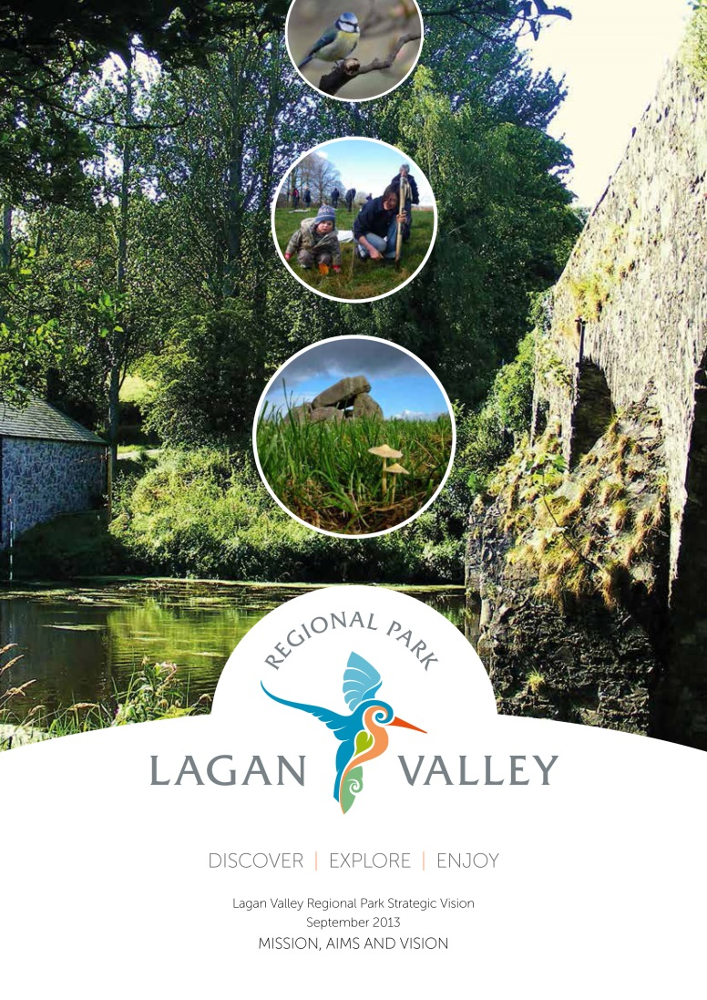 REGIONAL PARK
LAGAN VALLEY
DISCOVER | EXPLORE | ENJOY
Lagan Valley Regional Park Strategic Vision
September 2013
MISSION, AIMS AND VISION